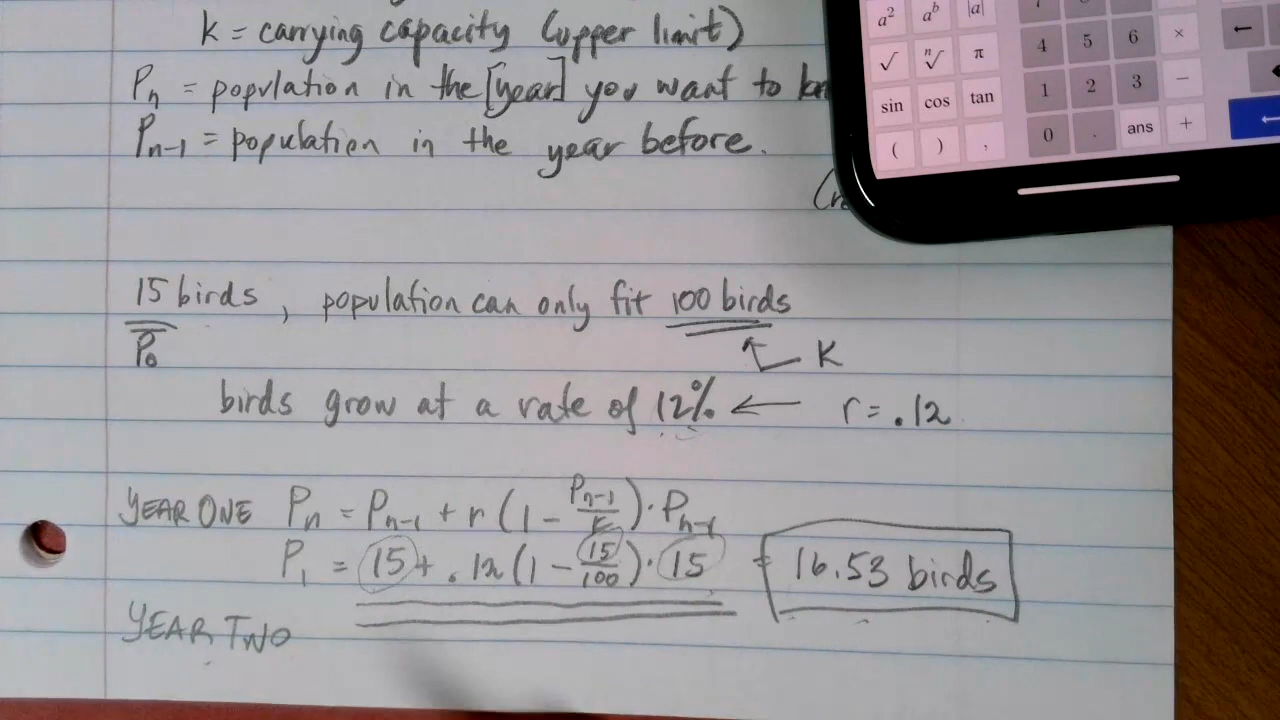 K = carrying capacity (upper limit)
Pn = population in the [year] you want to
Pn-1 = population in the year before.
15 birds, population can only fit 100 birds
P0
K
birds grow at a rate of 12% ← r = .12
YEAR ONE Pn = Pn-1 + r (1 - Pn-1/K) · Pn-1
P1 = 15 + .12 (1 - 15/100) · 15 = 16.53 birds
YEAR TWO
a² aᵇ |a|
√ ⁿ√ π 4 5 6 × ←
sin cos tan 1 2 3 −
( ) , 0 . ans +